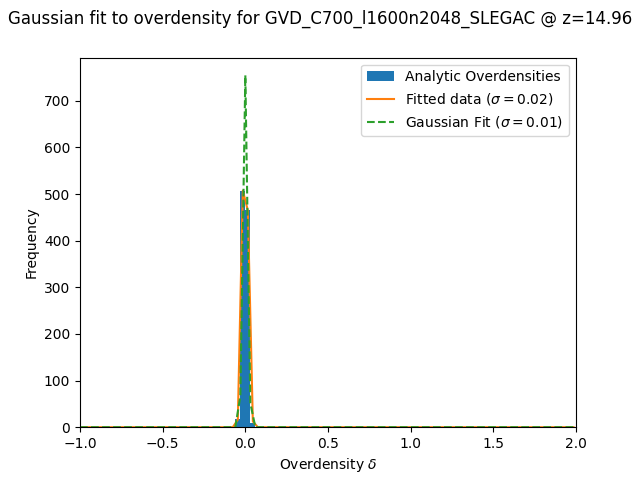 Gaussian fit to overdensity for GVD_C700_l1600n2048_SLEGAC @ z=14.96
Analytic Overdensities
Fitted data (σ = 0.02)
Gaussian Fit (σ = 0.01)
Frequency
700
600
500
400
300
200
100
0
−1.0 −0.5 0.0 0.5 1.0 1.5 2.0
Overdensity δ